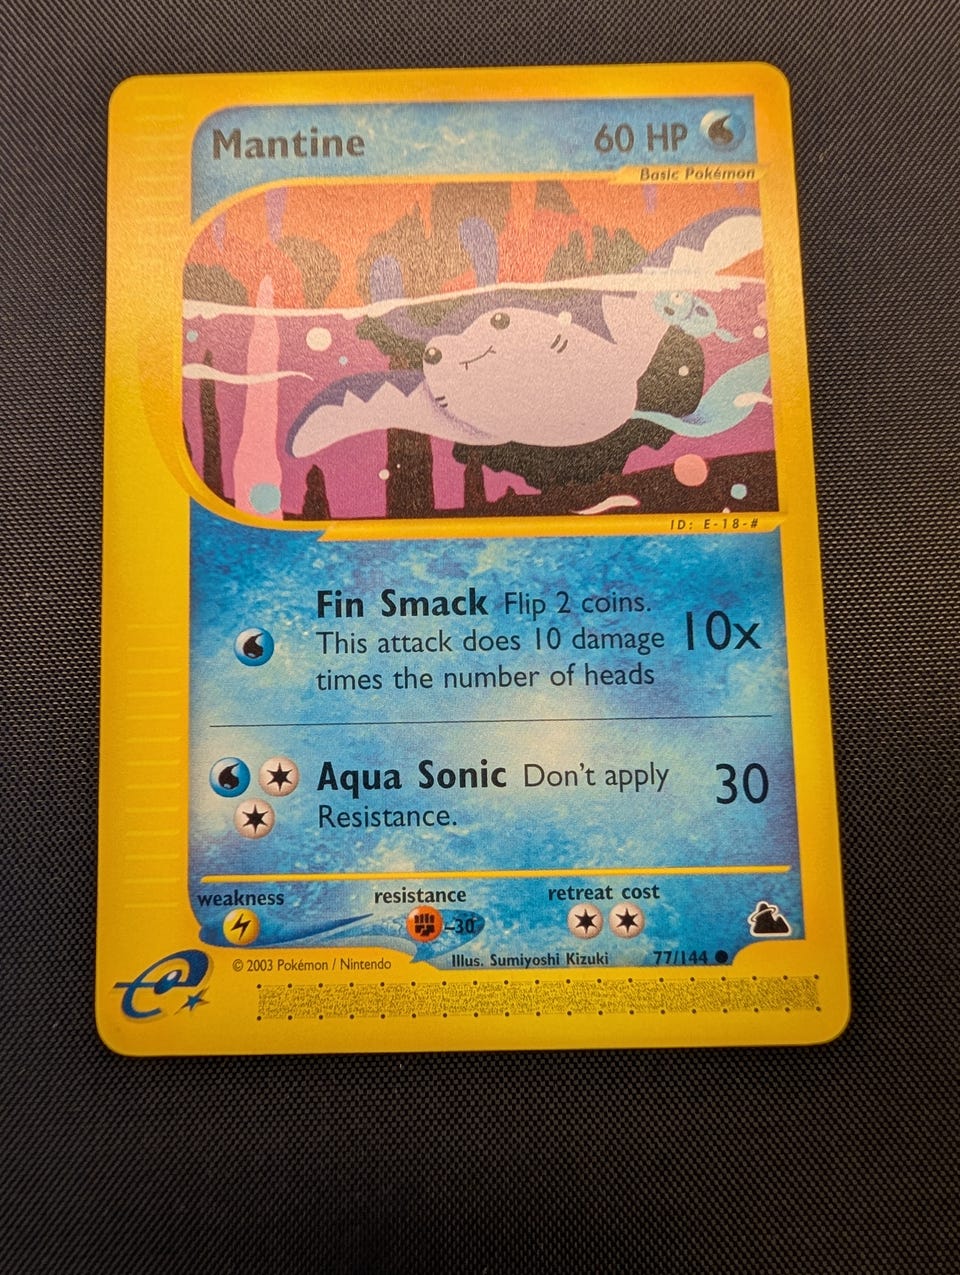 Mantine 60 HP
Basic Pokémon
ID: E-18-#
Fin Smack Flip 2 coins.
This attack does 10 damage 10x
times the number of heads
Aqua Sonic Don't apply 30
Resistance.
weakness resistance retreat cost
-30
© 2003 Pokémon / Nintendo Illus. Sumiyoshi Kizuki 77/144